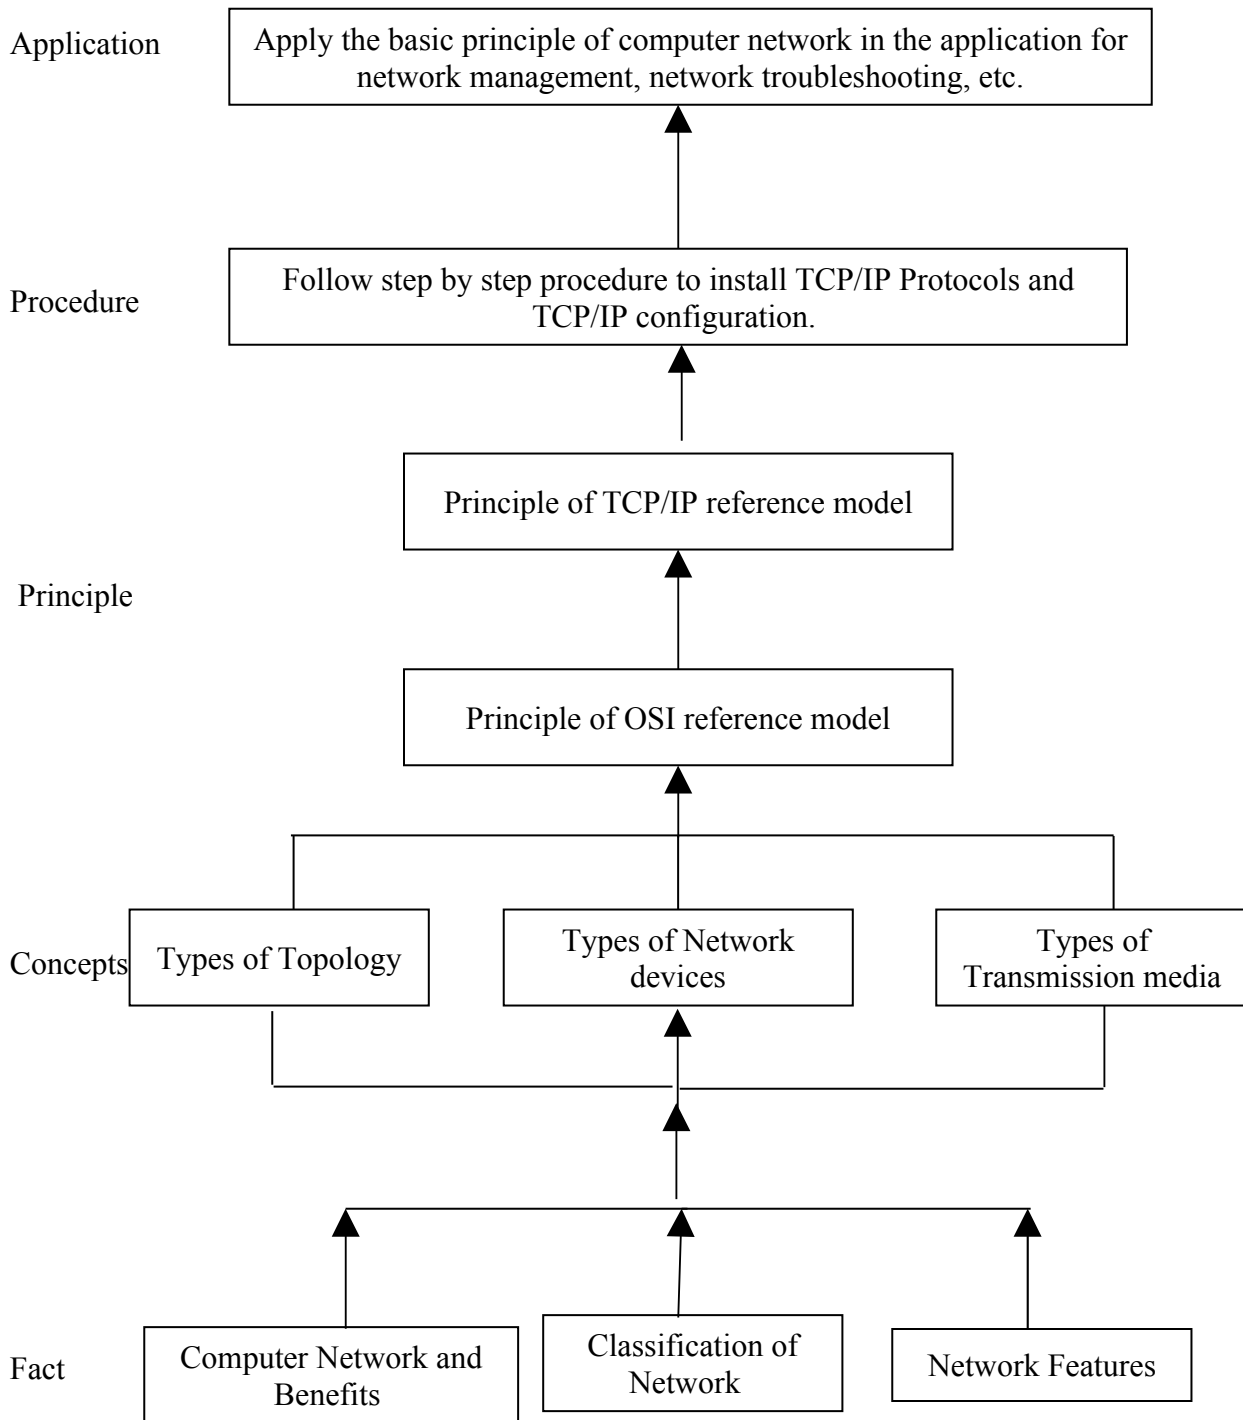 Application
Apply the basic principle of computer network in the application for
network management, network troubleshooting, etc.
Procedure
Follow step by step procedure to install TCP/IP Protocols and
TCP/IP configuration.
Principle of TCP/IP reference model
Principle
Principle of OSI reference model
Concepts
Types of Topology
Types of Network
devices
Types of
Transmission media
Fact
Computer Network and
Benefits
Classification of
Network
Network Features